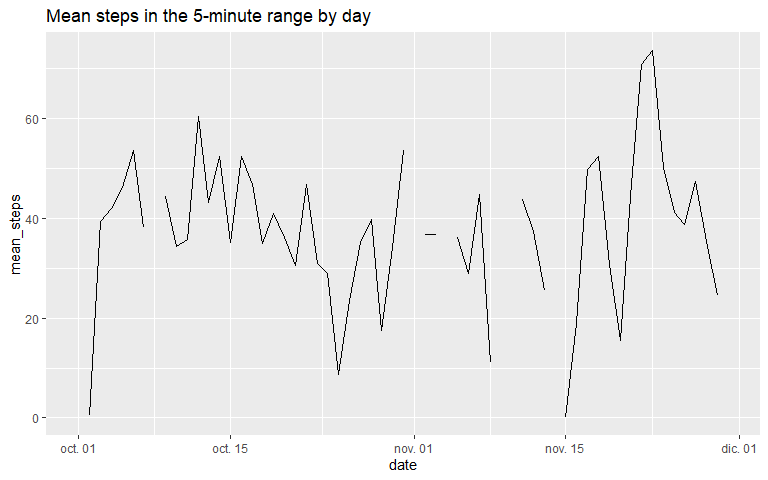 Mean steps in the 5-minute range by day
mean_steps
60
40
20
0
oct. 01
oct. 15
nov. 01
nov. 15
dic. 01
date